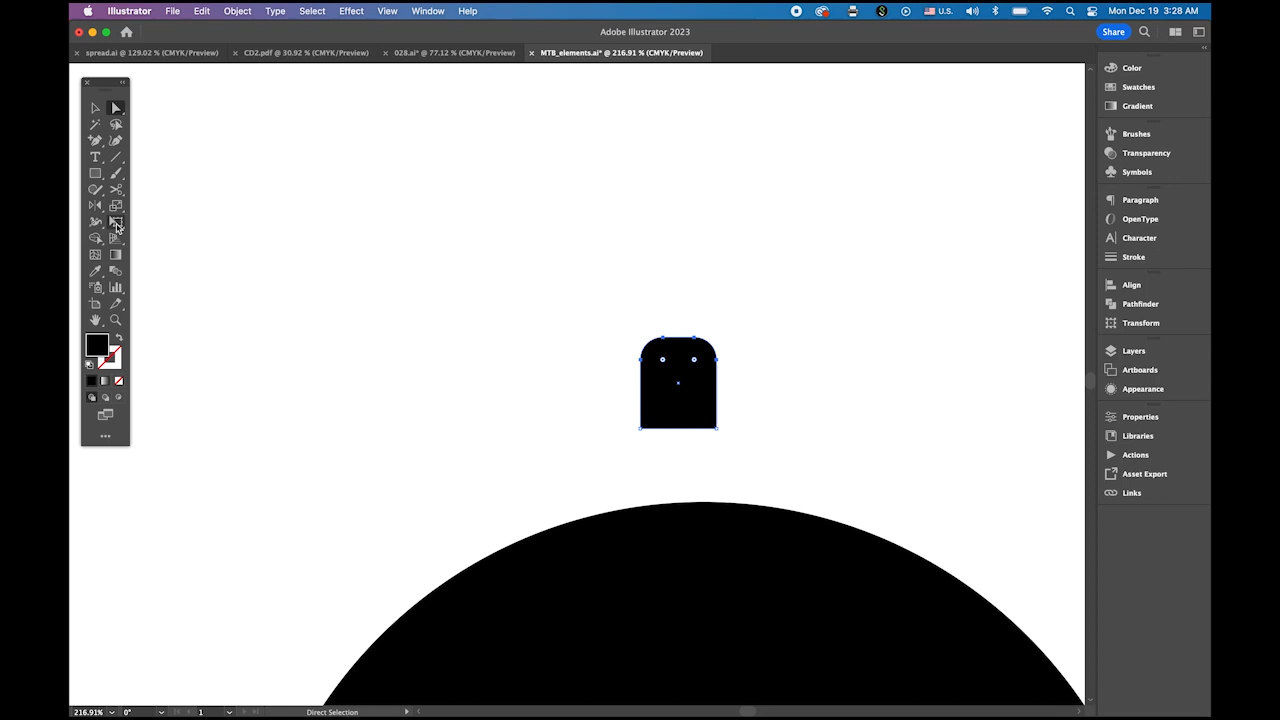 Illustrator File Edit Object Type Select Effect View Window Help U.S. Mon Dec 19 3:28 AM
Adobe Illustrator 2023
Share
spread.ai @ 129.02 % (CMYK/Preview)
CD2.pdf @ 30.92 % (CMYK/Preview)
028.ai* @ 77.12 % (CMYK/Preview)
MTB_elements.ai* @ 216.91 % (CMYK/Preview)
Color
Swatches
Gradient
Brushes
Transparency
Symbols
Paragraph
OpenType
Character
Stroke
Align
Pathfinder
Transform
Layers
Artboards
Appearance
Properties
Libraries
Actions
Asset Export
Links
216.91% 0° 1 Direct Selection